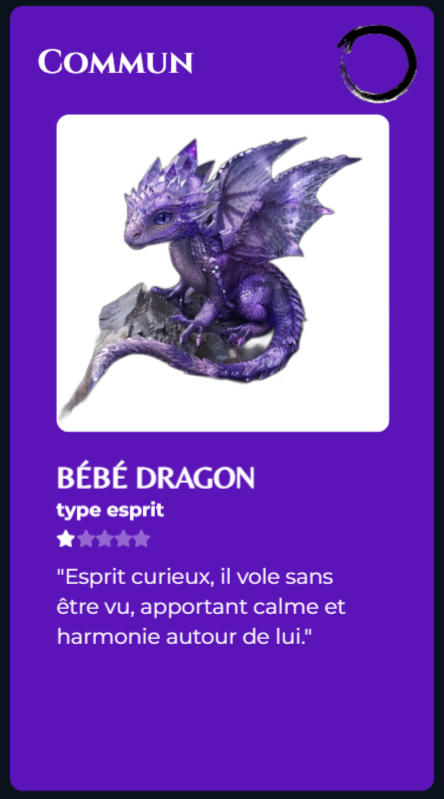 Commun
BÉBÉ DRAGON
type esprit
"Esprit curieux, il vole sans
être vu, apportant calme et
harmonie autour de lui."